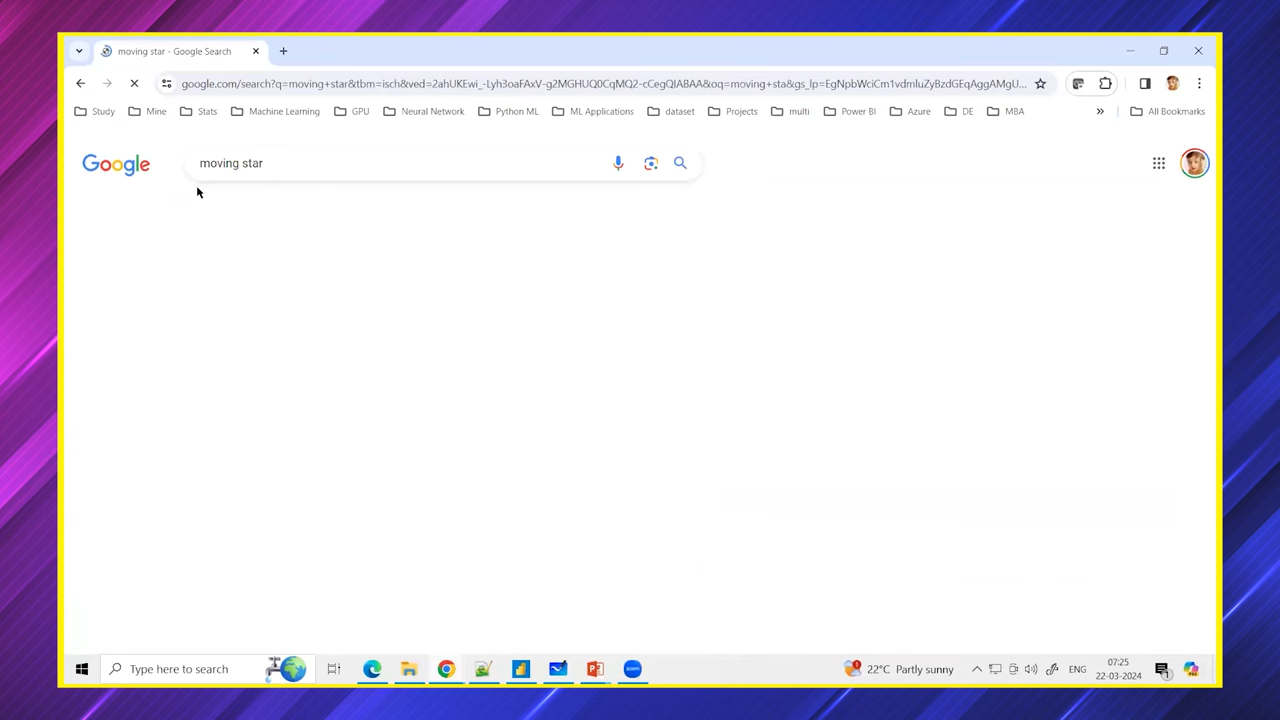 moving star - Google Search
google.com/search?q=moving+star&tbm=isch&ved=2ahUKEwi_-Lyh3oaFAxV-g2MGHUQ0CqMQ2-cCegQIABAA&oq=moving+sta&gs_lp=EgNpbWciCm1vdmluZyBzdGEqAggAMgU...
Study Mine Stats Machine Learning GPU Neural Network Python ML ML Applications dataset Projects multi Power BI Azure DE MBA » All Bookmarks
Google
moving star
Type here to search
22°C Partly sunny
ENG
07:25
22-03-2024